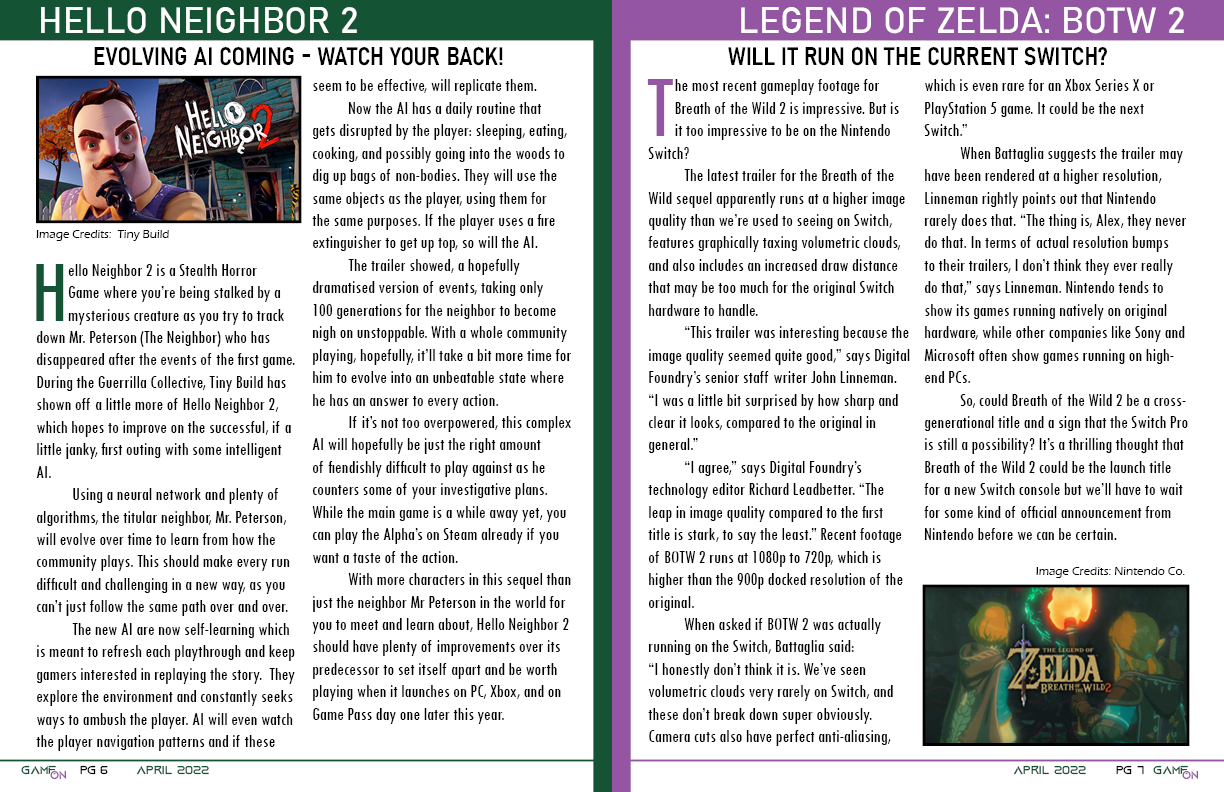 HELLO NEIGHBOR 2
EVOLVING AI COMING - WATCH YOUR BACK!
HELLO
NEIGHBOR 2
Image Credits: Tiny Build
Hello Neighbor 2 is a Stealth Horror
Game where you're being stalked by a
mysterious creature as you try to track
down Mr. Peterson (The Neighbor) who has
disappeared after the events of the first game.
During the Guerrilla Collective, Tiny Build has
shown off a little more of Hello Neighbor 2,
which hopes to improve on the successful, if a
little janky, first outing with some intelligent
AI.
Using a neural network and plenty of
algorithms, the titular neighbor, Mr. Peterson,
will evolve over time to learn from how the
community plays. This should make every run
difficult and challenging in a new way, as you
can't just follow the same path over and over.
The new AI are now self-learning which
is meant to refresh each playthrough and keep
gamers interested in replaying the story. They
explore the environment and constantly seeks
ways to ambush the player. AI will even watch
the player navigation patterns and if these
seem to be effective, will replicate them.
Now the AI has a daily routine that
gets disrupted by the player: sleeping, eating,
cooking, and possibly going into the woods to
dig up bags of non-bodies. They will use the
same objects as the player, using them for
the same purposes. If the player uses a fire
extinguisher to get up top, so will the AI.
The trailer showed, a hopefully
dramatised version of events, taking only
100 generations for the neighbor to become
nigh on unstoppable. With a whole community
playing, hopefully, it'll take a bit more time for
him to evolve into an unbeatable state where
he has an answer to every action.
If it's not too overpowered, this complex
AI will hopefully be just the right amount
of fiendishly difficult to play against as he
counters some of your investigative plans.
While the main game is a while away yet, you
can play the Alpha's on Steam already if you
want a taste of the action.
With more characters in this sequel than
just the neighbor Mr Peterson in the world for
you to meet and learn about, Hello Neighbor 2
should have plenty of improvements over its
predecessor to set itself apart and be worth
playing when it launches on PC, Xbox, and on
Game Pass day one later this year.
GAME ON PG 6 APRIL 2022
LEGEND OF ZELDA: BOTW 2
WILL IT RUN ON THE CURRENT SWITCH?
The most recent gameplay footage for
Breath of the Wild 2 is impressive. But is
it too impressive to be on the Nintendo
Switch?
The latest trailer for the Breath of the
Wild sequel apparently runs at a higher image
quality than we're used to seeing on Switch,
features graphically taxing volumetric clouds,
and also includes an increased draw distance
that may be too much for the original Switch
hardware to handle.
"This trailer was interesting because the
image quality seemed quite good," says Digital
Foundry's senior staff writer John Linneman.
"I was a little bit surprised by how sharp and
clear it looks, compared to the original in
general."
"I agree," says Digital Foundry's
technology editor Richard Leadbetter. "The
leap in image quality compared to the first
title is stark, to say the least." Recent footage
of BOTW 2 runs at 1080p to 720p, which is
higher than the 900p docked resolution of the
original.
When asked if BOTW 2 was actually
running on the Switch, Battaglia said:
"I honestly don't think it is. We've seen
volumetric clouds very rarely on Switch, and
these don't break down super obviously.
Camera cuts also have perfect anti-aliasing,
which is even rare for an Xbox Series X or
PlayStation 5 game. It could be the next
Switch."
When Battaglia suggests the trailer may
have been rendered at a higher resolution,
Linneman rightly points out that Nintendo
rarely does that. "The thing is, Alex, they never
do that. In terms of actual resolution bumps
to their trailers, I don't think they ever really
do that," says Linneman. Nintendo tends to
show its games running natively on original
hardware, while other companies like Sony and
Microsoft often show games running on high-
end PCs.
So, could Breath of the Wild 2 be a cross-
generational title and a sign that the Switch Pro
is still a possibility? It's a thrilling thought that
Breath of the Wild 2 could be the launch title
for a new Switch console but we'll have to wait
for some kind of official announcement from
Nintendo before we can be certain.
Image Credits: Nintendo Co.
THE LEGEND OF
ZELDA
BREATH OF THE WILD 2
APRIL 2022 PG 7 GAME ON